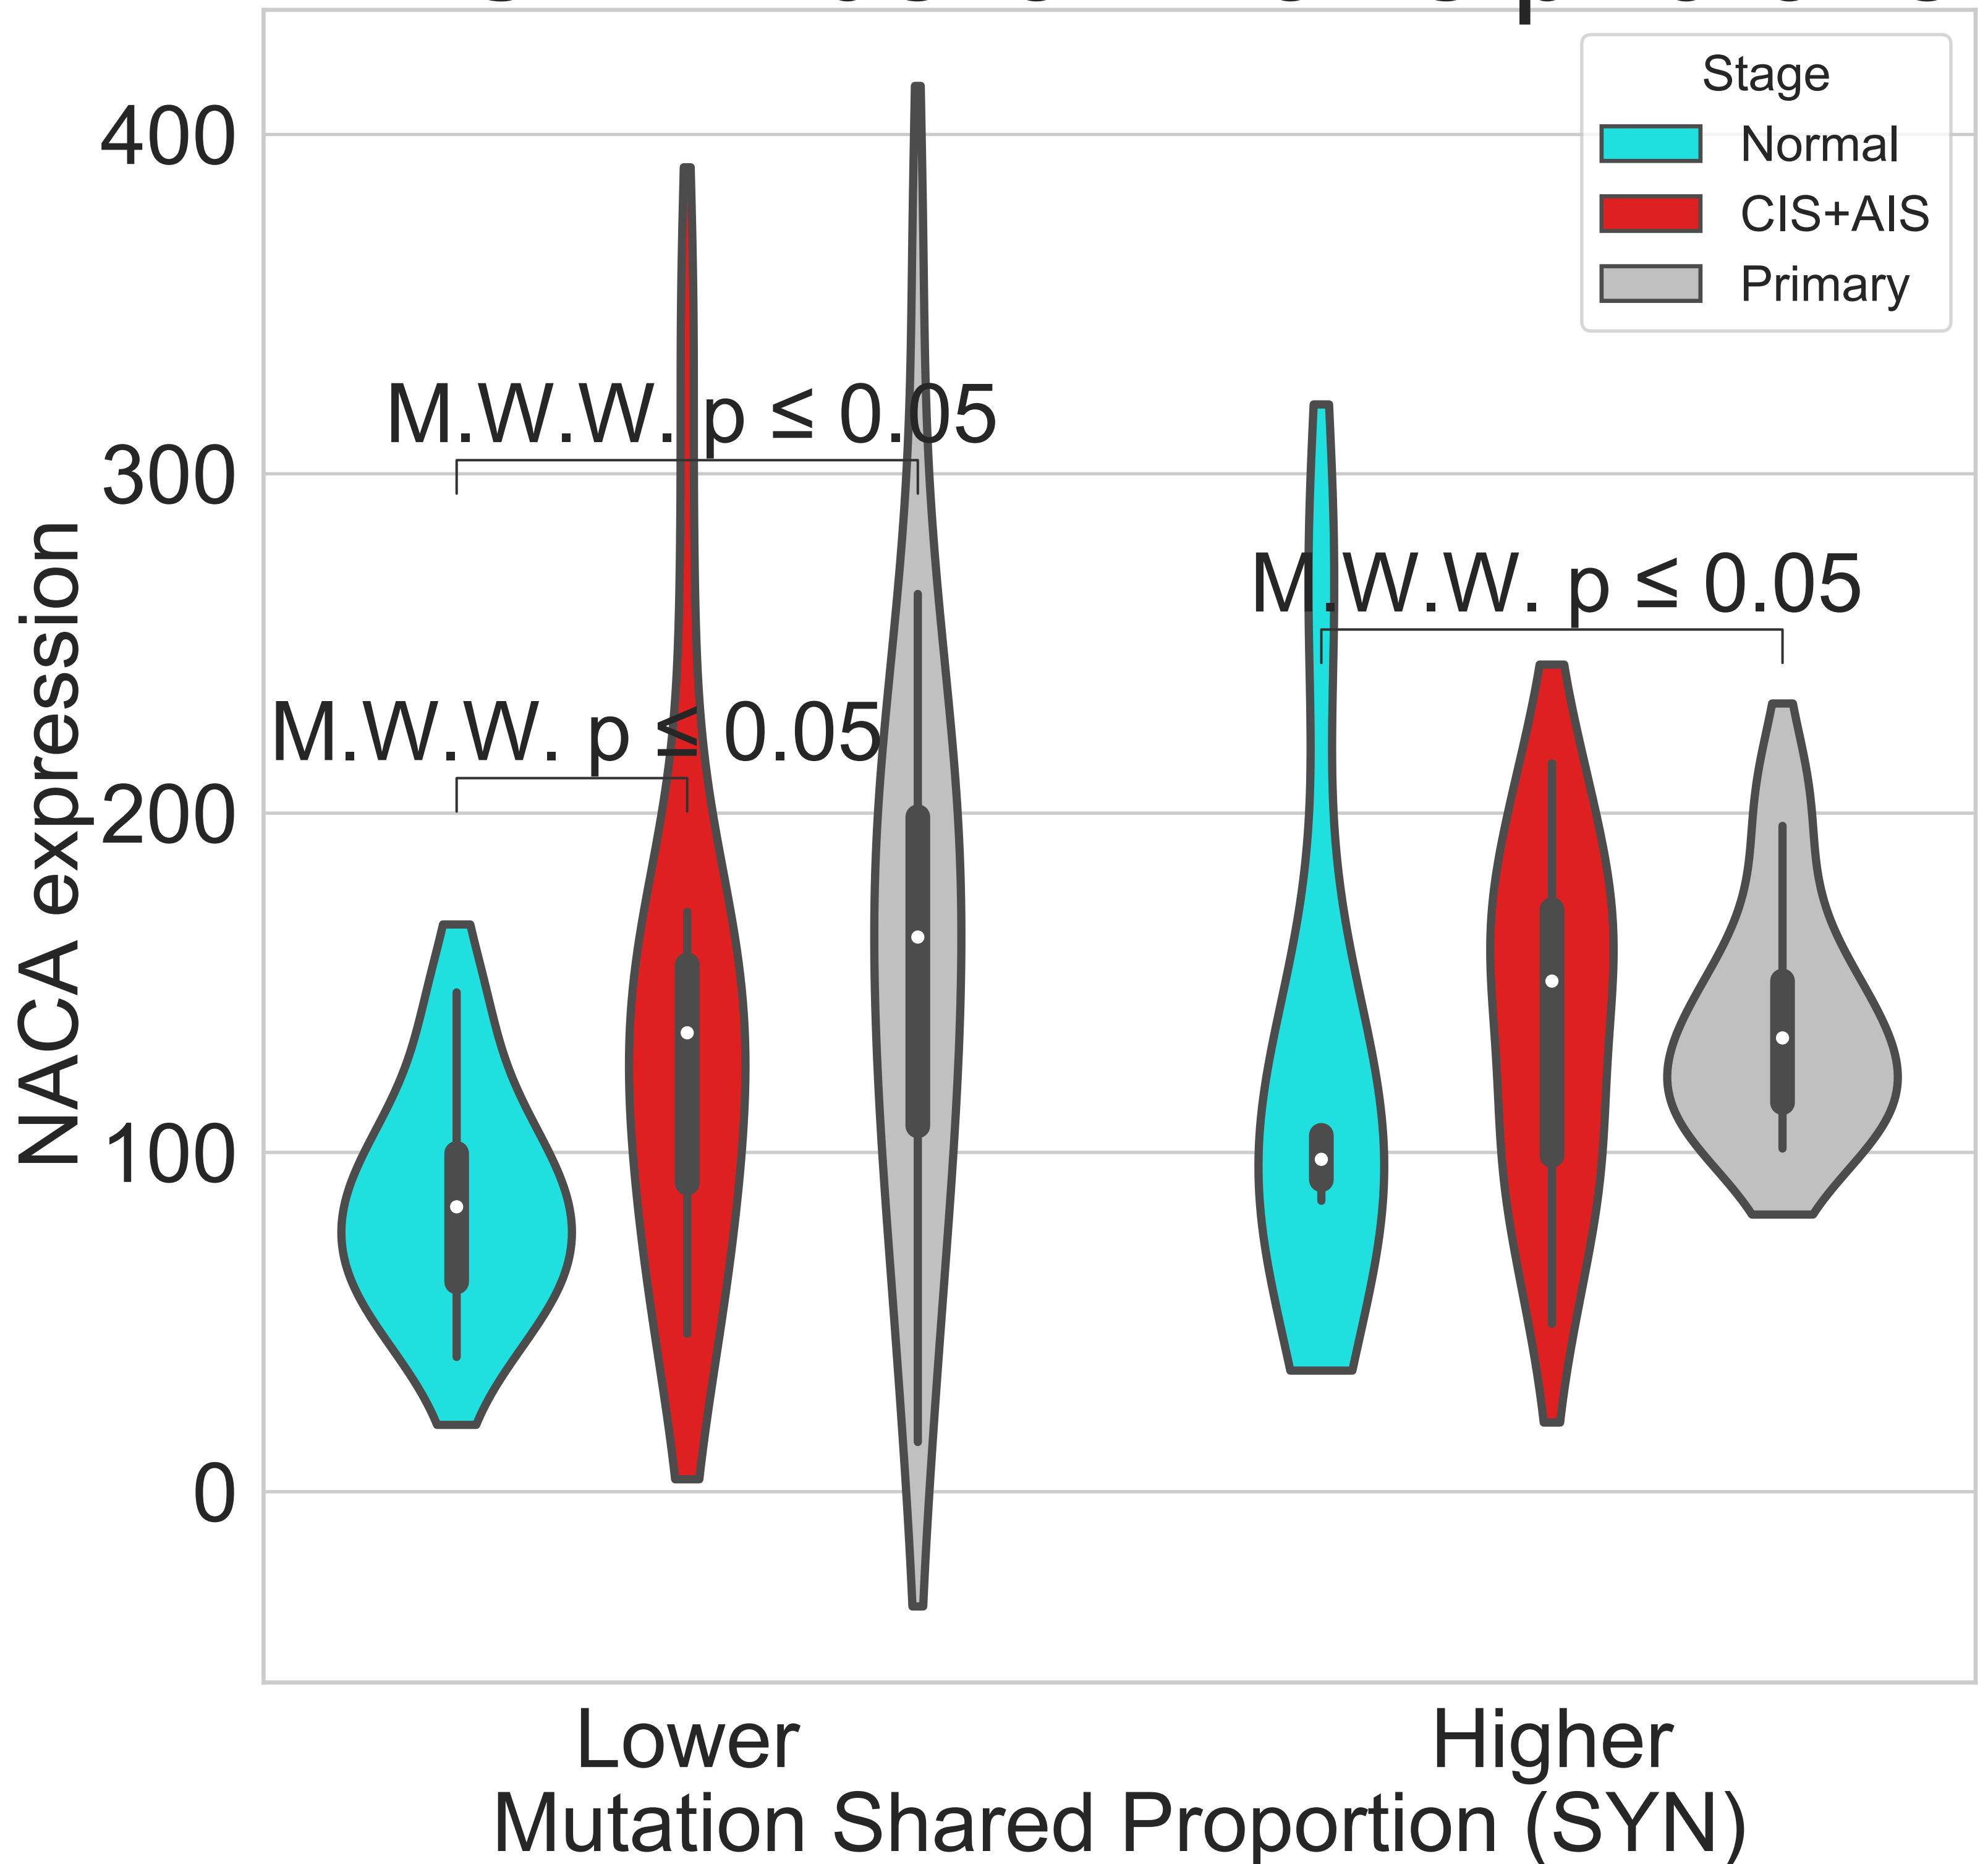 Stage
Normal
CIS+AIS
Primary
400
300
200
100
0
NACA expression
M.W.W. p ≤ 0.05
M.W.W. p ≤ 0.05
M.W.W. p ≤ 0.05
Lower
Higher
Mutation Shared Proportion (SYN)